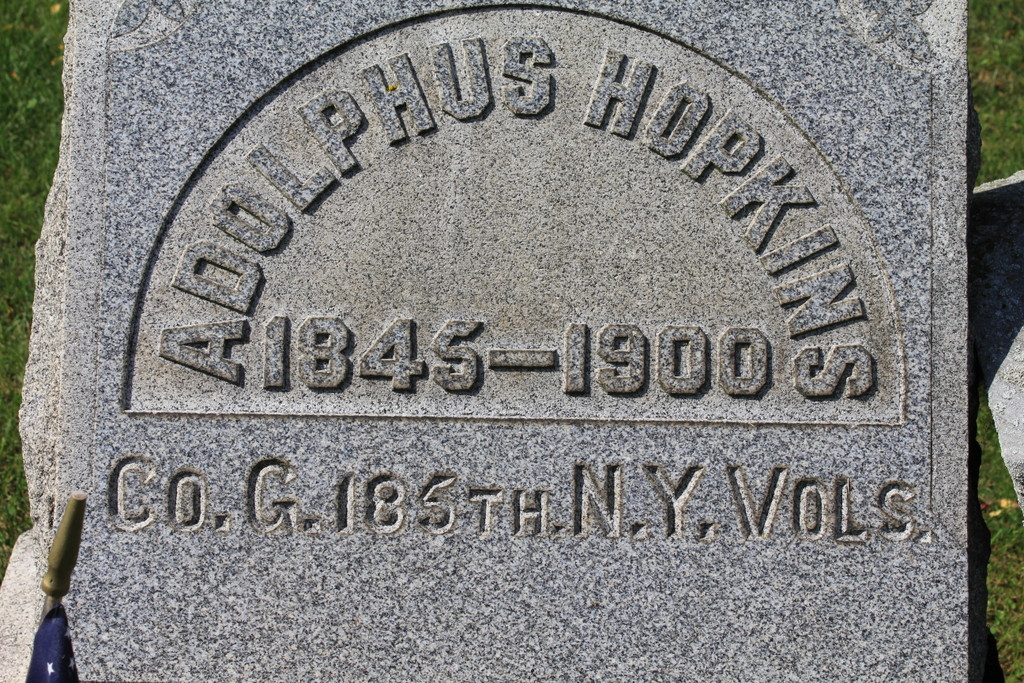 ADOLPHUS HOPKINS
1845–1900
CO. G. 185TH. N.Y. VOLS.